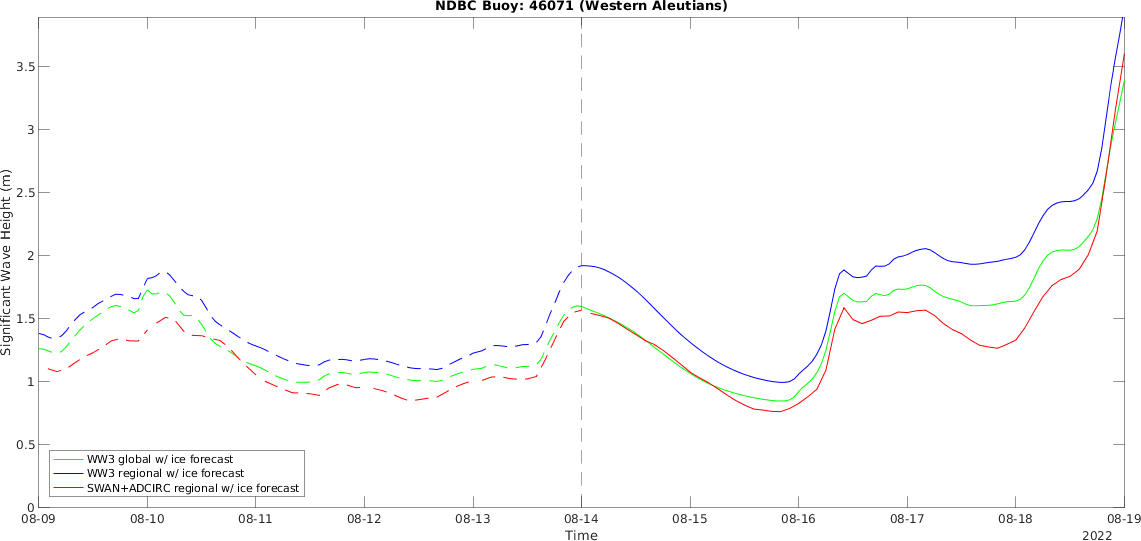 NDBC Buoy: 46071 (Western Aleutians)
Significant Wave Height (m)
3.5
3
2.5
2
1.5
1
0.5
0
WW3 global w/ ice forecast
WW3 regional w/ ice forecast
SWAN+ADCIRC regional w/ ice forecast
08-09 08-10 08-11 08-12 08-13 08-14 08-15 08-16 08-17 08-18 08-19
Time
2022